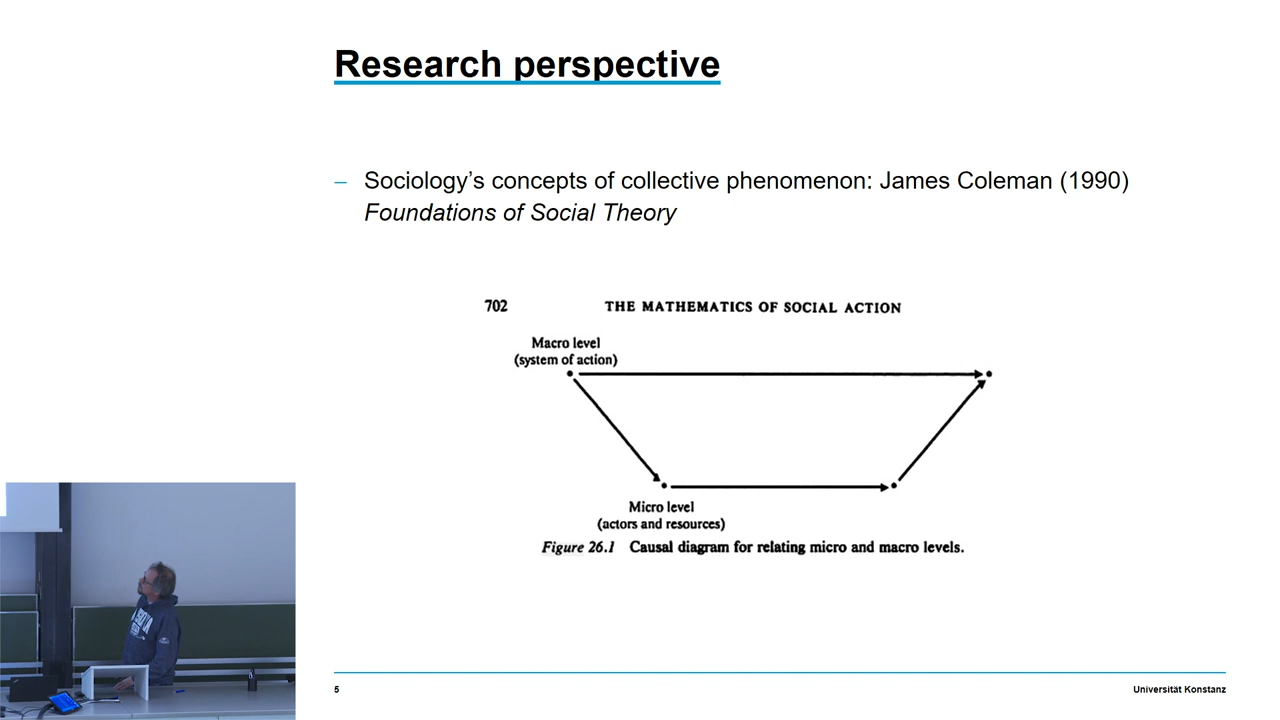 Research perspective
– Sociology's concepts of collective phenomenon: James Coleman (1990)
Foundations of Social Theory
702 THE MATHEMATICS OF SOCIAL ACTION
Macro level
(system of action)
Micro level
(actors and resources)
Figure 26.1 Causal diagram for relating micro and macro levels.
5 Universität Konstanz